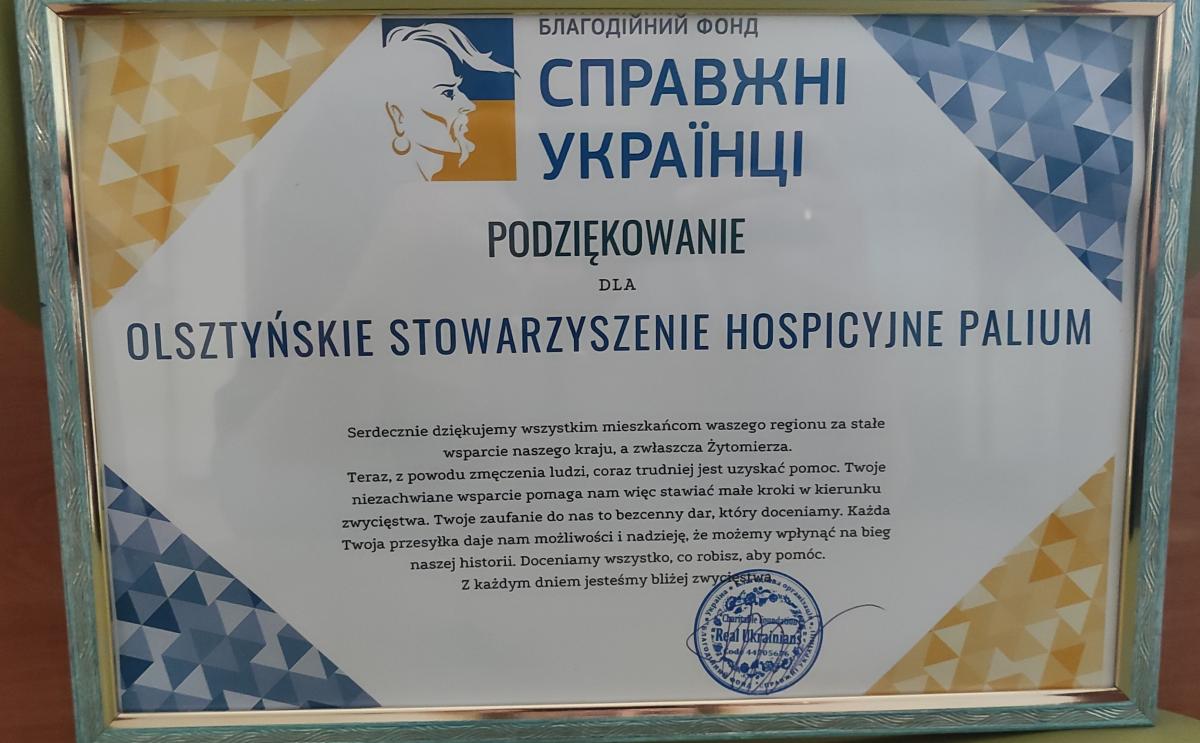 БЛАГОДІЙНИЙ ФОНД
СПРАВЖНІ
УКРАЇНЦІ
PODZIĘKOWANIE
DLA
OLSZTYŃSKIE STOWARZYSZENIE HOSPICYJNE PALIUM
Serdecznie dziękujemy wszystkim mieszkańcom waszego regionu za stałe
wsparcie naszego kraju, a zwłaszcza Żytomierza.
Teraz, z powodu zmęczenia ludzi, coraz trudniej jest uzyskać pomoc. Twoje
niezachwiane wsparcie pomaga nam więc stawiać małe kroki w kierunku
zwycięstwa. Twoje zaufanie do nas to bezcenny dar, który doceniamy. Każda
Twoja przesyłka daje nam możliwości i nadzieję, że możemy wpłynąć na bieg
naszej historii. Doceniamy wszystko, co robisz, aby pomóc.
Z każdym dniem jesteśmy bliżej zwycięstwa.
Україна
Charitable Foundation
Real Ukrainians
Code